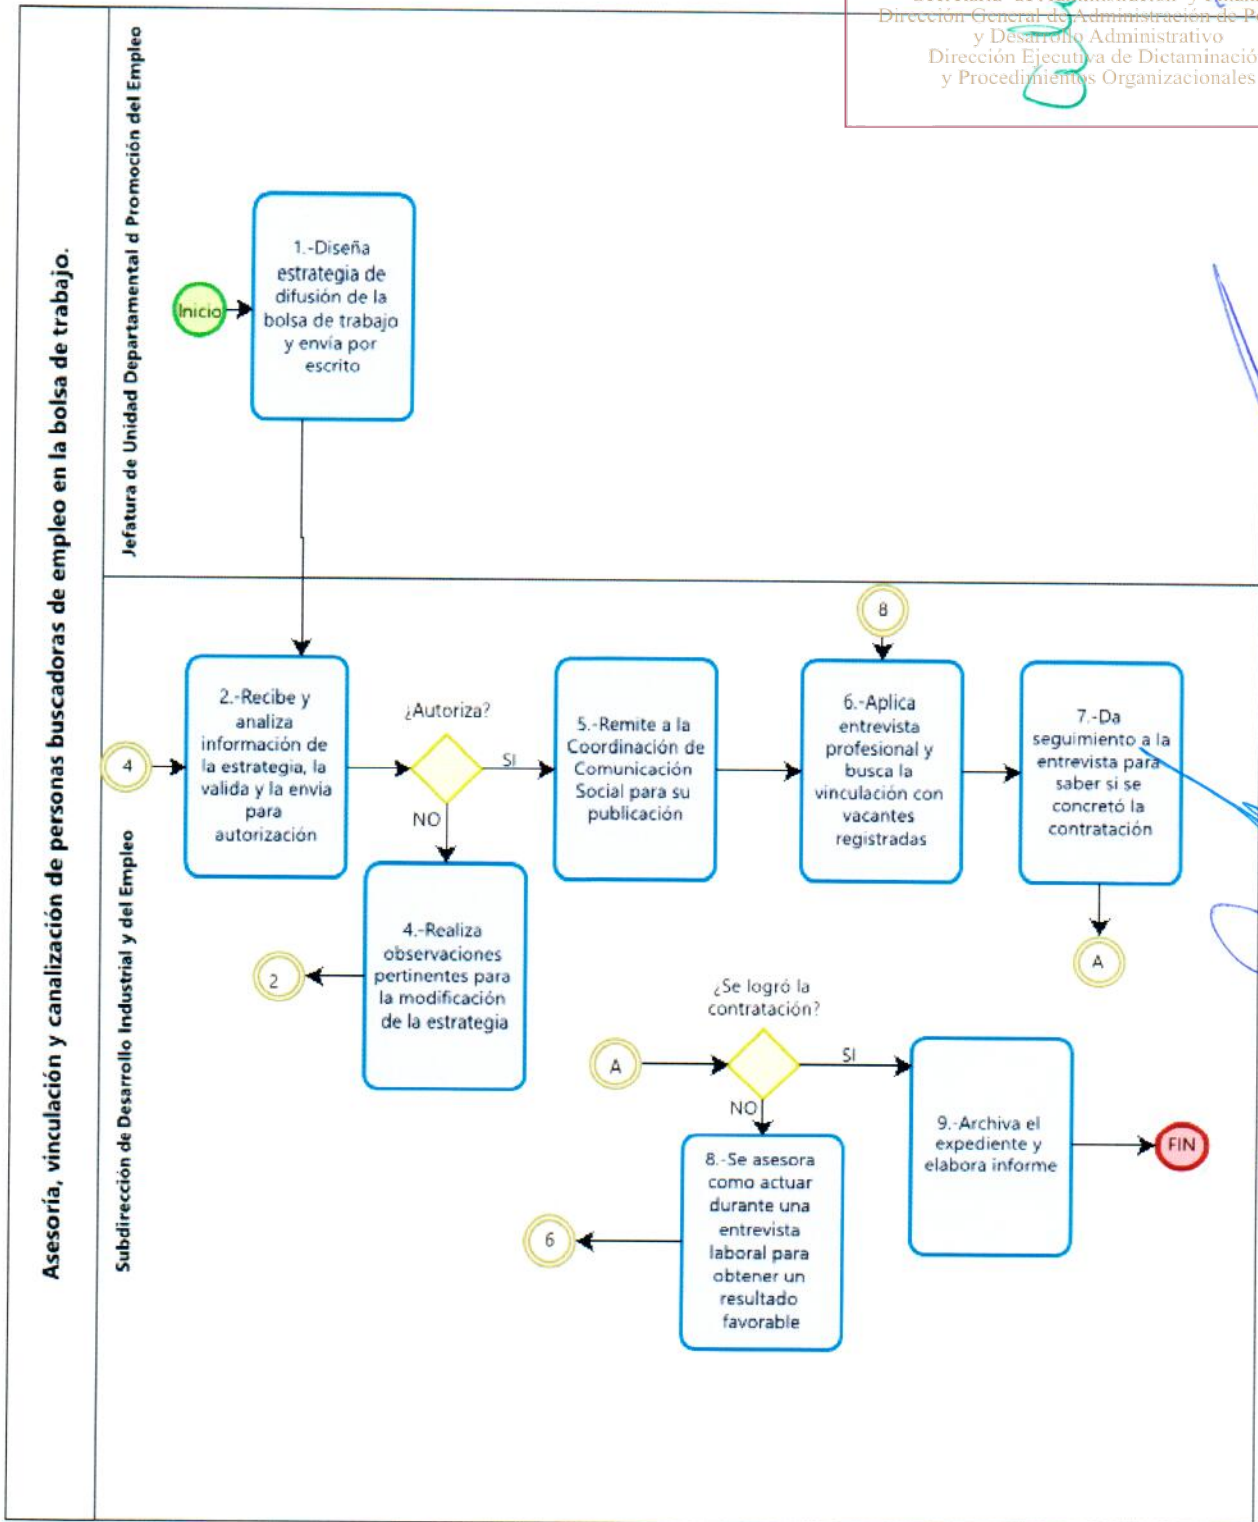 Dirección General de Administración de
y Desarrollo Administrativo
Dirección Ejecutiva de Dictaminació
y Procedimientos Organizacionales
Asesoría, vinculación y canalización de personas buscadoras de empleo en la bolsa de trabajo.
Jefatura de Unidad Departamental d Promoción del Empleo
Inicio
1.-Diseña
estrategia de
difusión de la
bolsa de trabajo
y envía por
escrito
Subdirección de Desarrollo Industrial y del Empleo
4
2.-Recibe y
analiza
información de
la estrategia, la
valida y la envía
para
autorización
¿Autoriza?
SI
NO
4.-Realiza
observaciones
pertinentes para
la modificación
de la estrategia
2
5.-Remite a la
Coordinación de
Comunicación
Social para su
publicación
8
6.-Aplica
entrevista
profesional y
busca la
vinculación con
vacantes
registradas
7.-Da
seguimiento a la
entrevista para
saber si se
concretó la
contratación
A
A
¿Se logró la
contratación?
SI
NO
8.-Se asesora
como actuar
durante una
entrevista
laboral para
obtener un
resultado
favorable
6
9.-Archiva el
expediente y
elabora informe
FIN